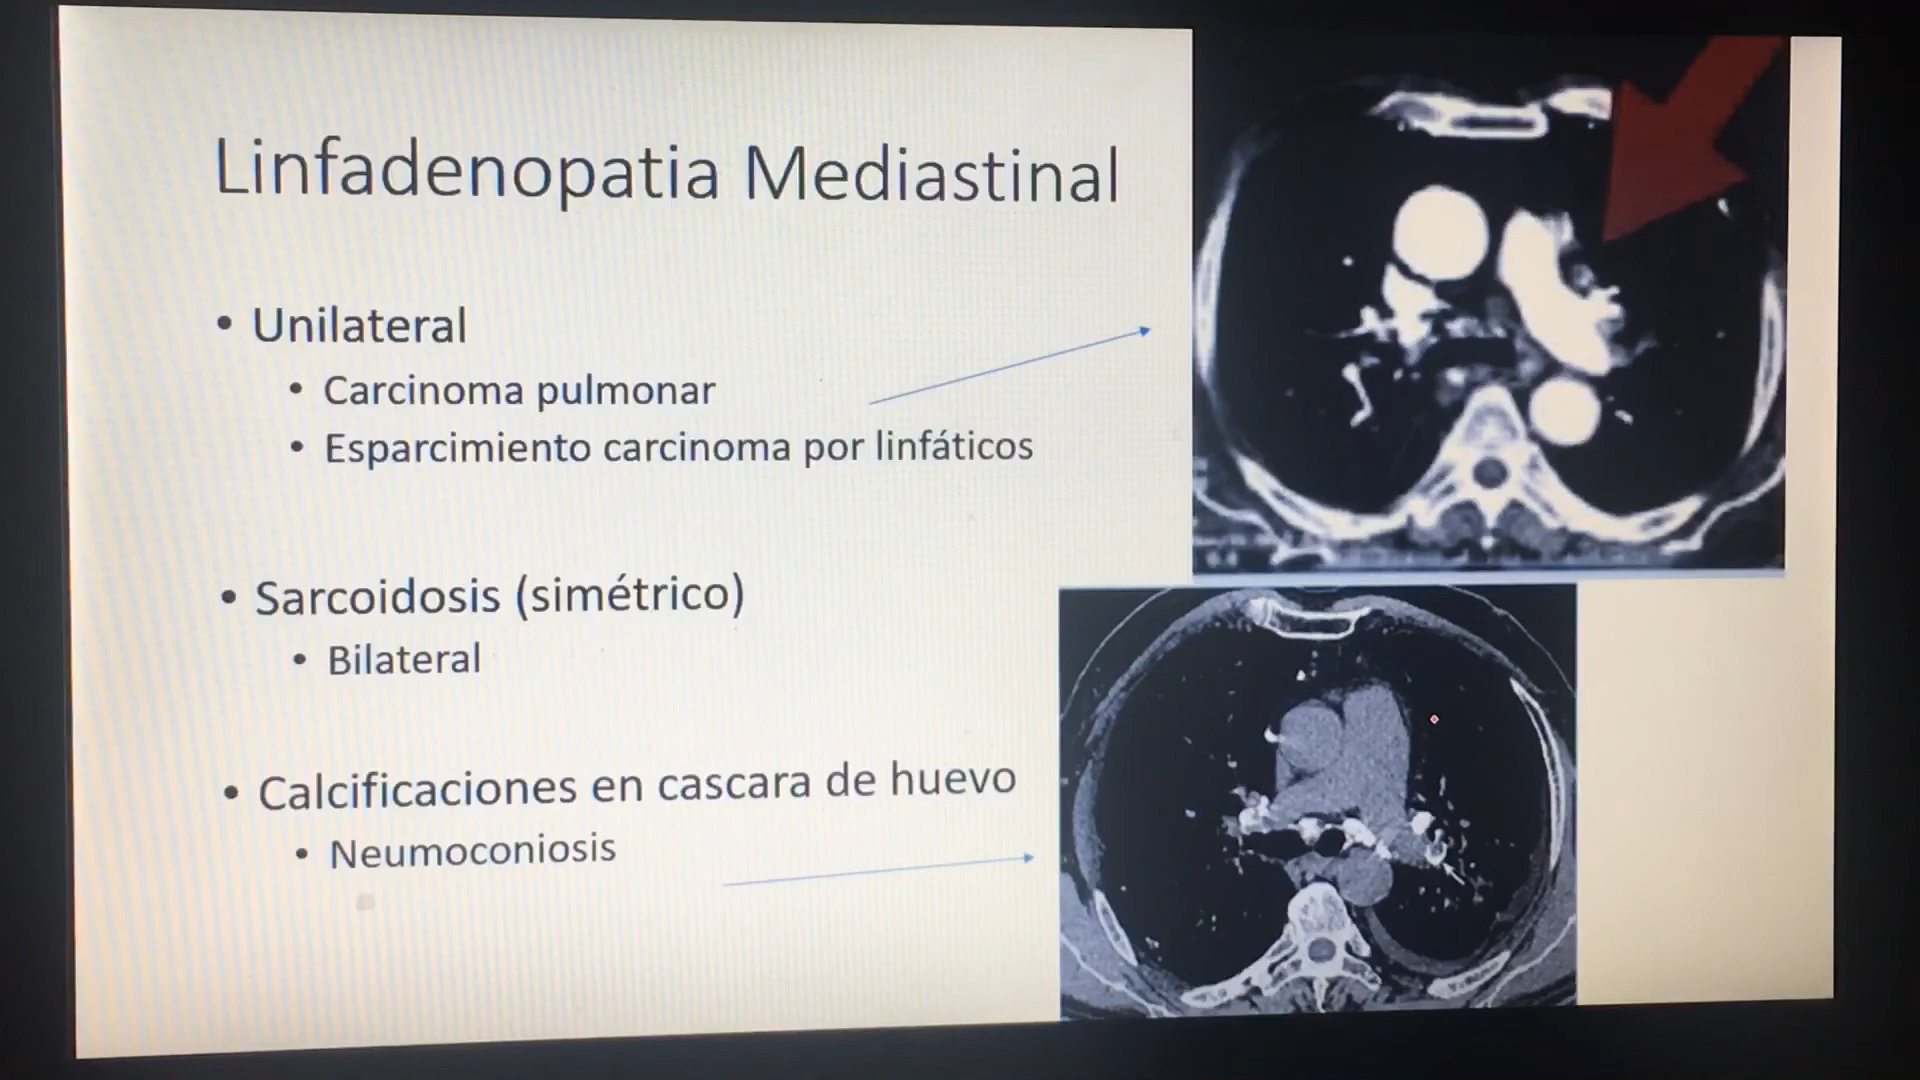 Linfadenopatia Mediastinal
• Unilateral
• Carcinoma pulmonar
• Esparcimiento carcinoma por linfáticos
• Sarcoidosis (simétrico)
• Bilateral
• Calcificaciones en cascara de huevo
• Neumoconiosis